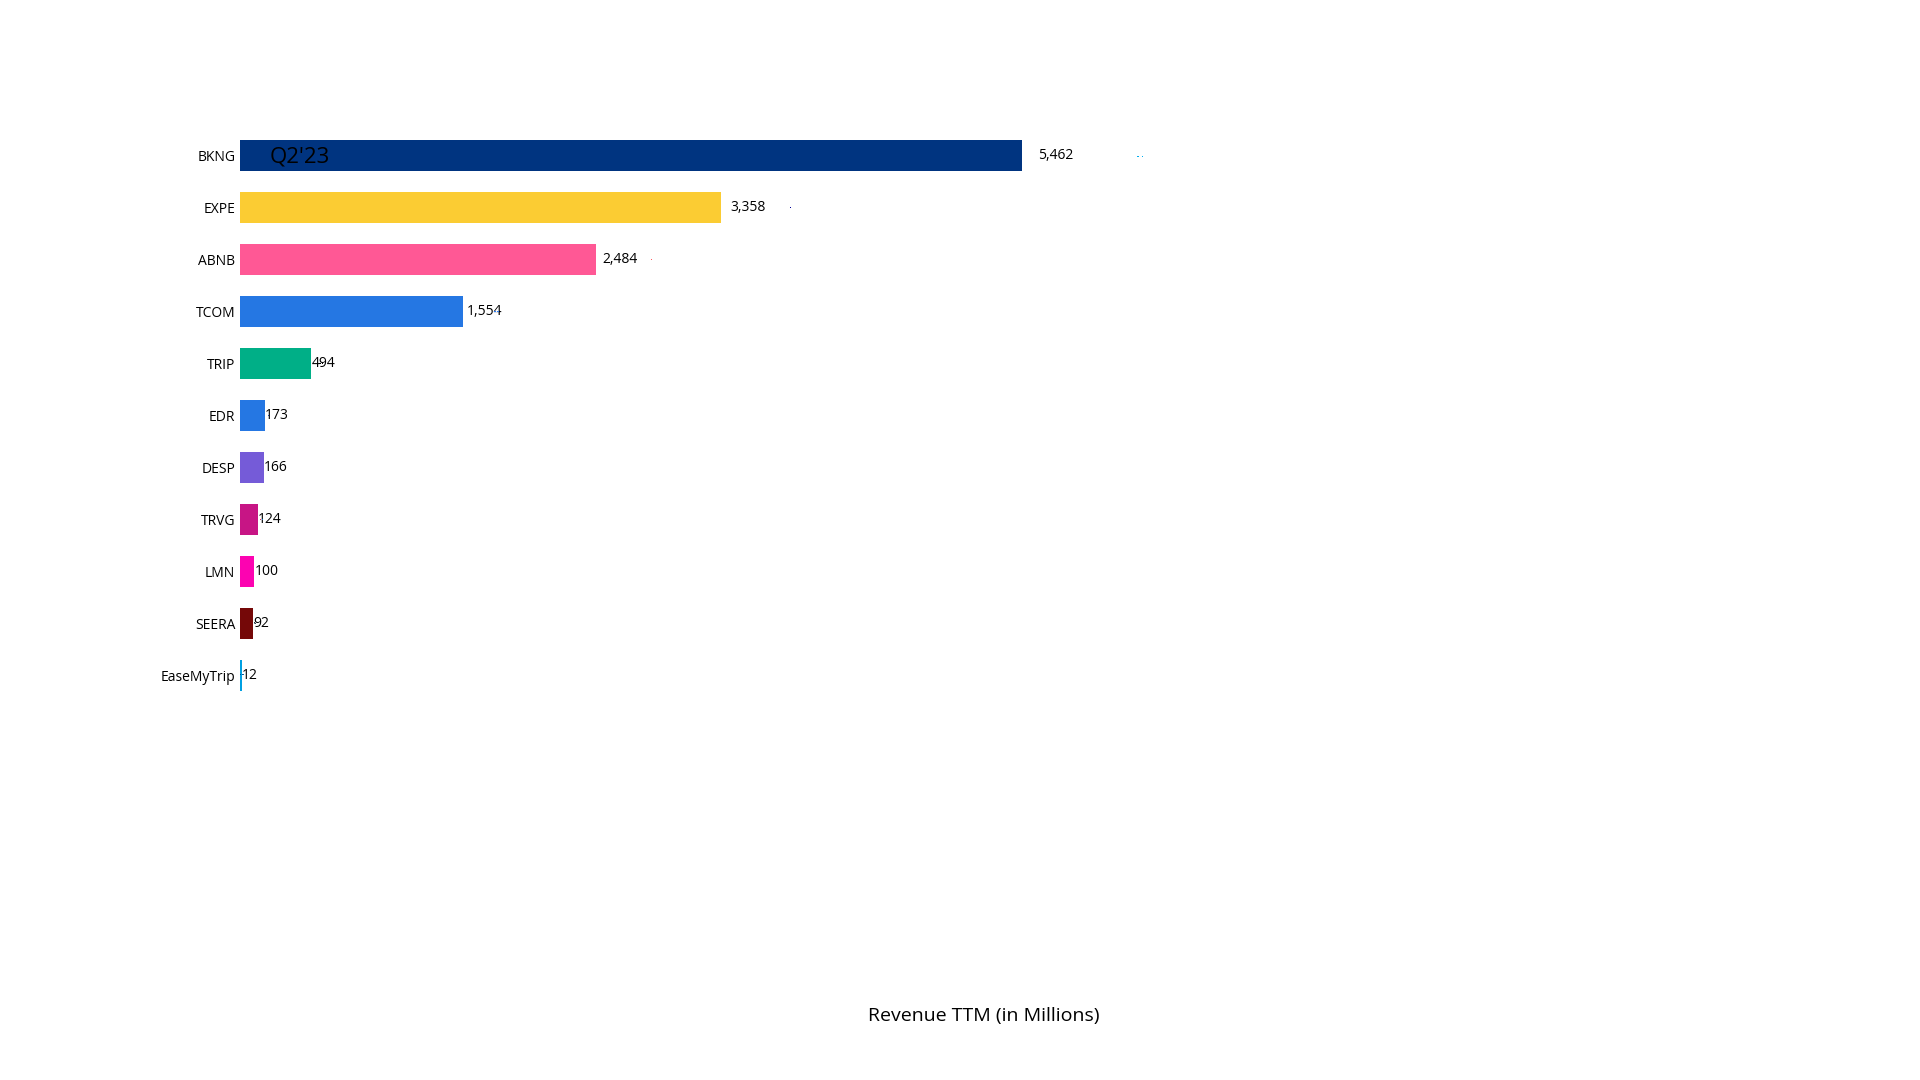 BKNG Q2'23 5,462
EXPE 3,358
ABNB 2,484
TCOM 1,554
TRIP 494
EDR 173
DESP 166
TRVG 124
LMN 100
SEERA 92
EaseMyTrip 12
Revenue TTM (in Millions)